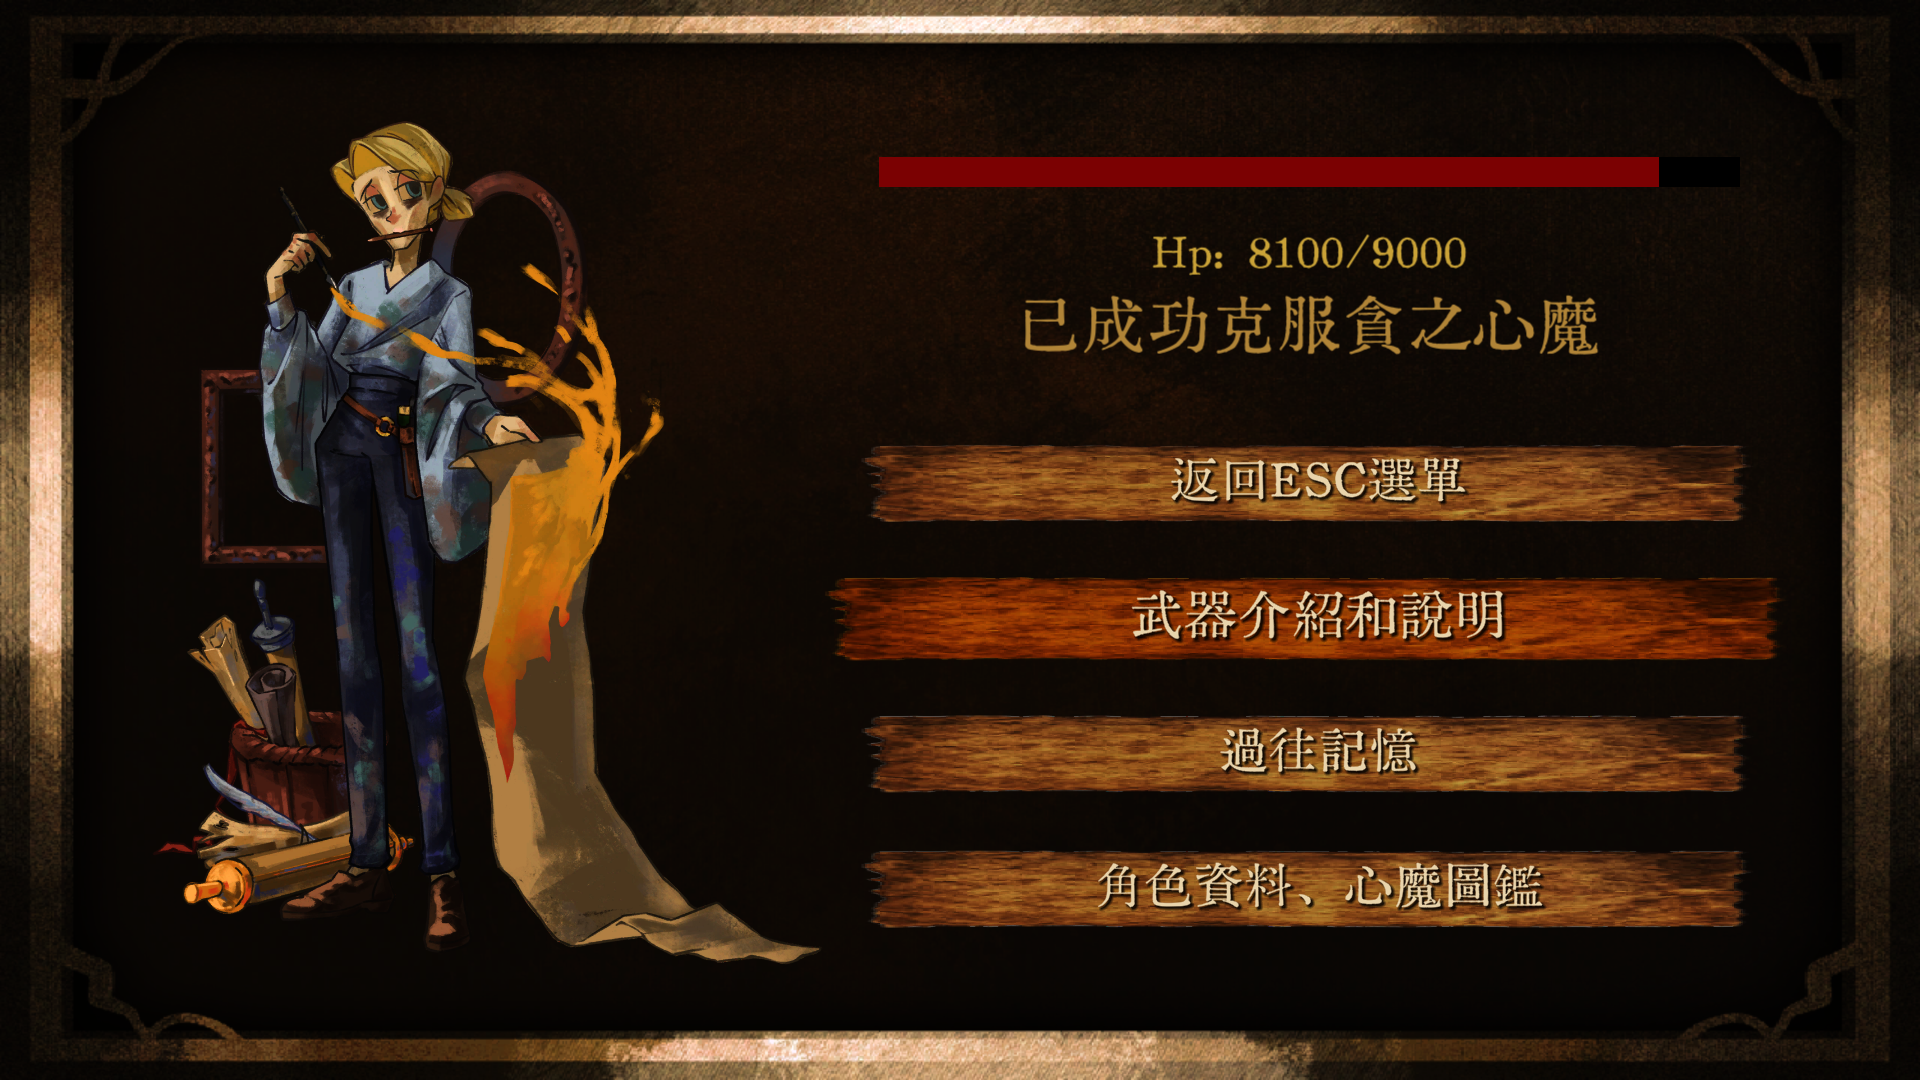 Hp: 8100/9000
已成功克服貪之心魔
返回ESC選單
武器介紹和說明
過往記憶
角色資料、心魔圖鑑